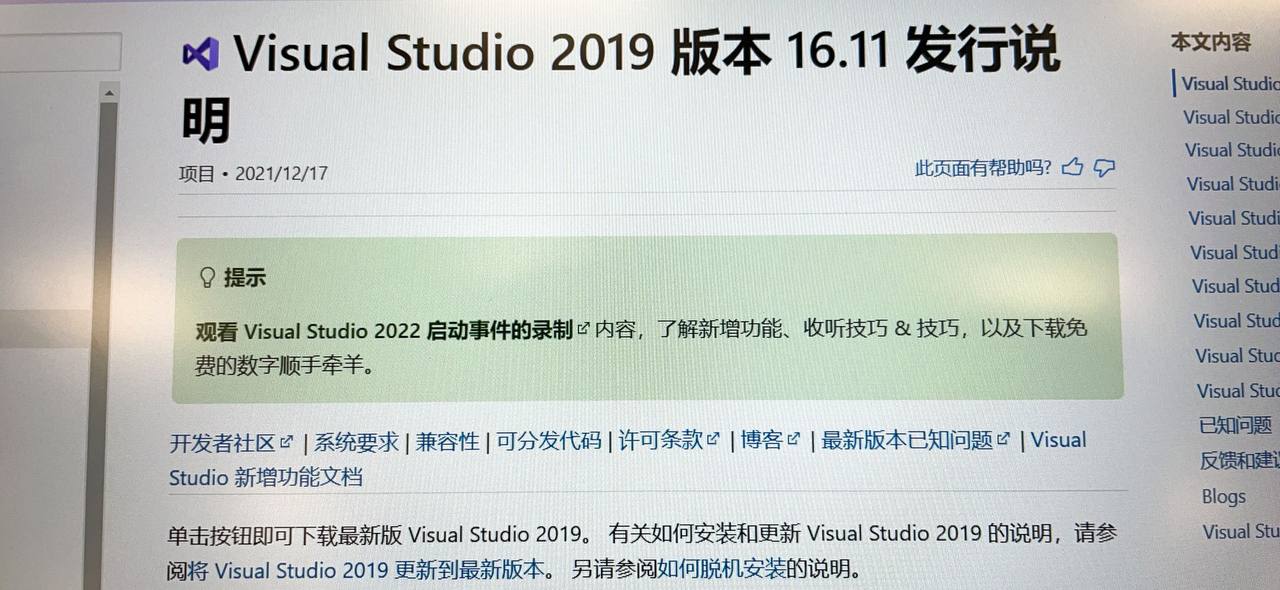 Visual Studio 2019 版本 16.11 发行说
明
项目 • 2021/12/17
此页面有帮助吗?
提示
观看 Visual Studio 2022 启动事件的录制 内容，了解新增功能、收听技巧 & 技巧，以及下载免
费的数字顺手牵羊。
开发者社区 | 系统要求 | 兼容性 | 可分发代码 | 许可条款 | 博客 | 最新版本已知问题 | Visual
Studio 新增功能文档
单击按钮即可下载最新版 Visual Studio 2019。 有关如何安装和更新 Visual Studio 2019 的说明，请参
阅将 Visual Studio 2019 更新到最新版本。 另请参阅如何脱机安装的说明。
本文内容
Visual Studio
Visual Studio
Visual Studi
Visual Studi
Visual Studi
Visual Stud
Visual Stud
Visual Stud
Visual Stud
Visual Stud
已知问题
反馈和建议
Blogs
Visual Stu